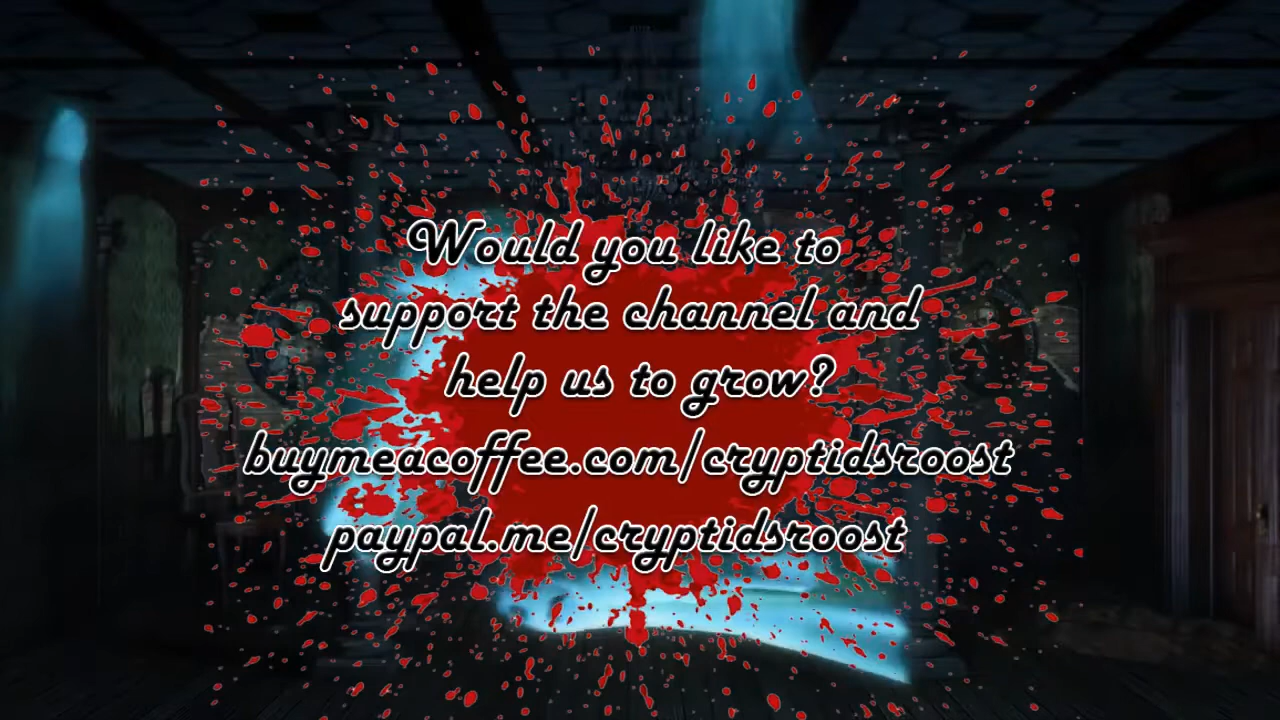 Would you like to
support the channel and
help us to grow?
buymeacoffee.com/cryptidsroost
paypal.me/cryptidsroost